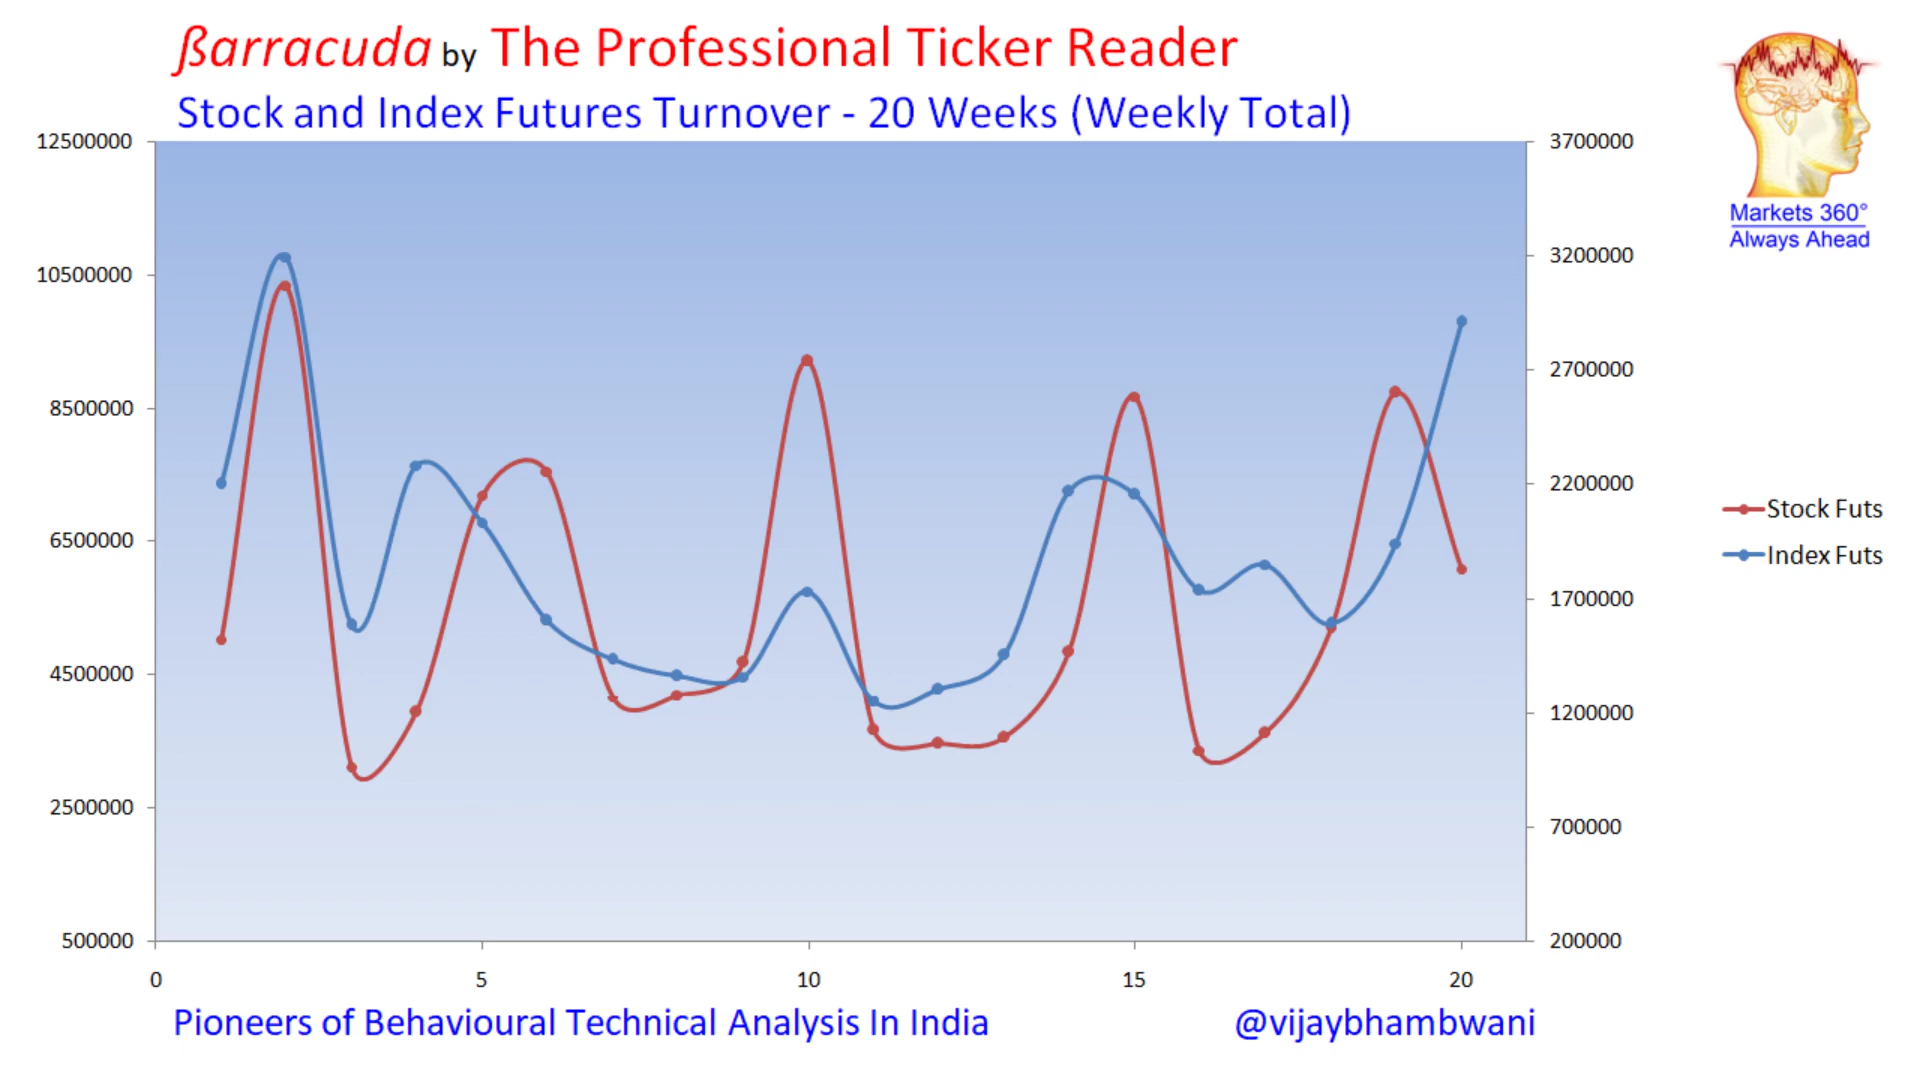 ßarracuda by The Professional Ticker Reader
Stock and Index Futures Turnover - 20 Weeks (Weekly Total)
Markets 360°
Always Ahead
12500000
10500000
8500000
6500000
4500000
2500000
500000
3700000
3200000
2700000
2200000
1700000
1200000
700000
200000
Stock Futs
Index Futs
0 5 10 15 20
Pioneers of Behavioural Technical Analysis In India @vijaybhambwani